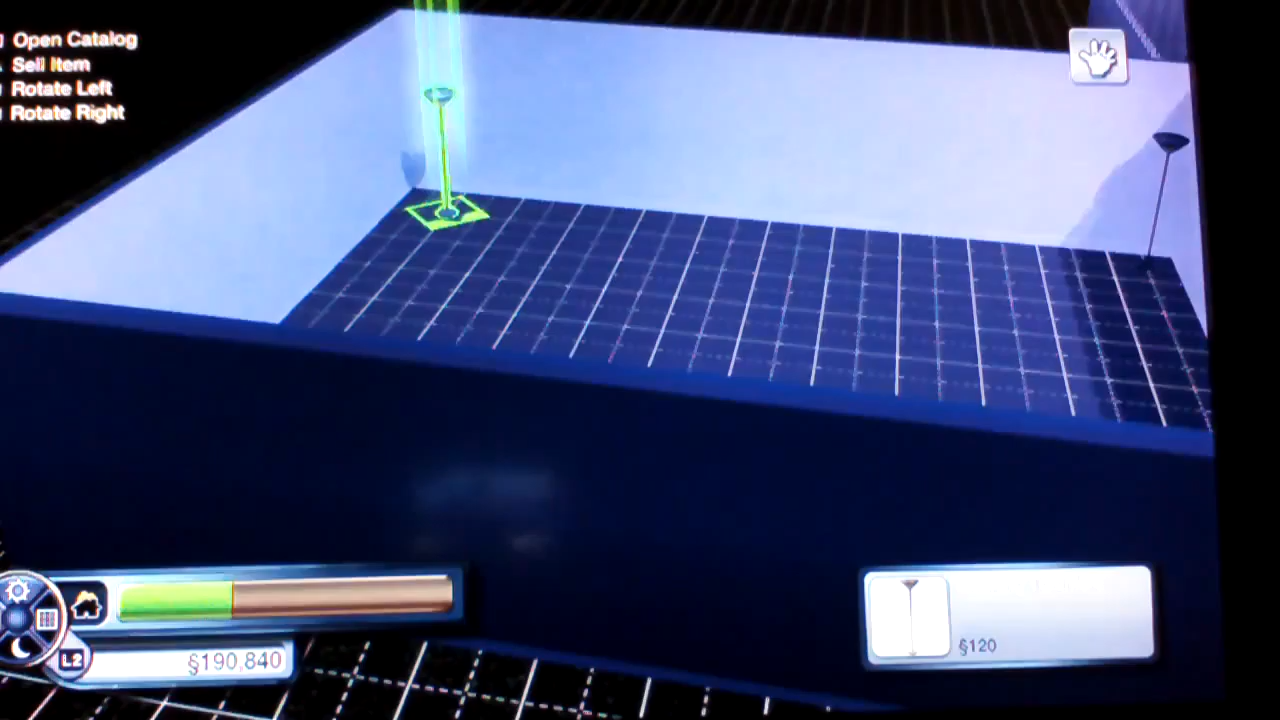 Open Catalog
Sell Item
Rotate Left
Rotate Right
L2
§190,840
§120